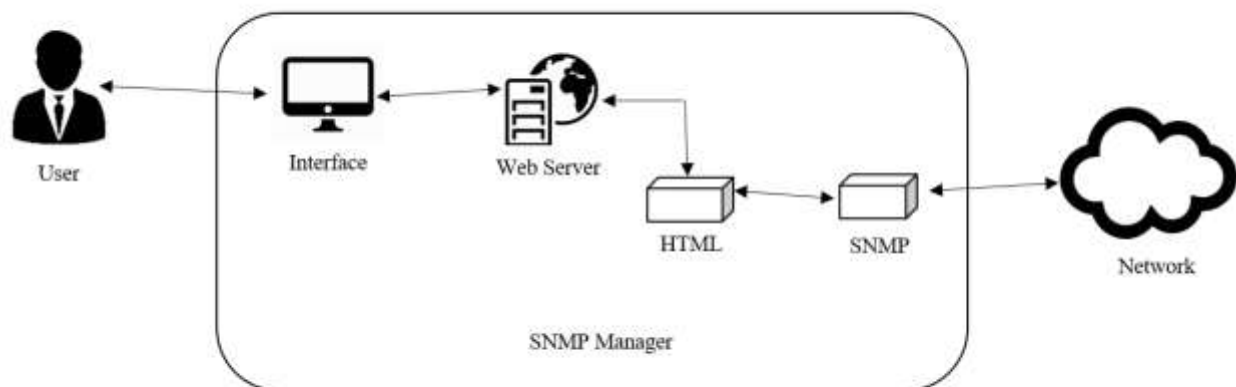 User
Interface
Web Server
HTML
SNMP
Network
SNMP Manager